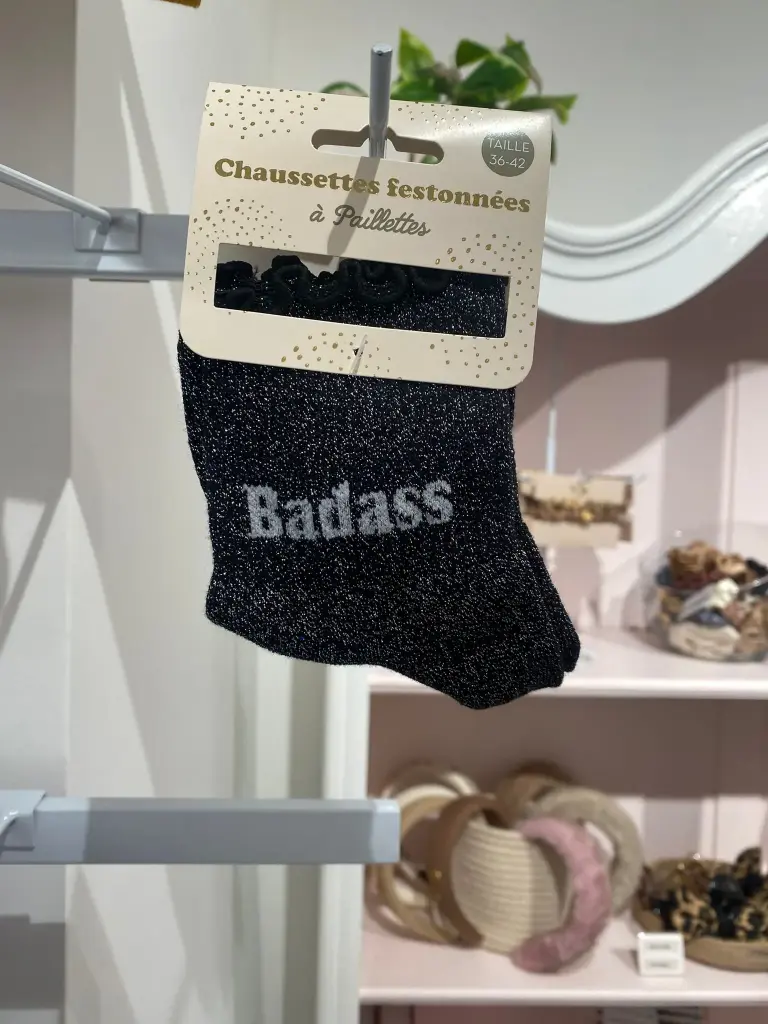 TAILLE
36-42
Chaussettes festonnées
à Paillettes
Badass